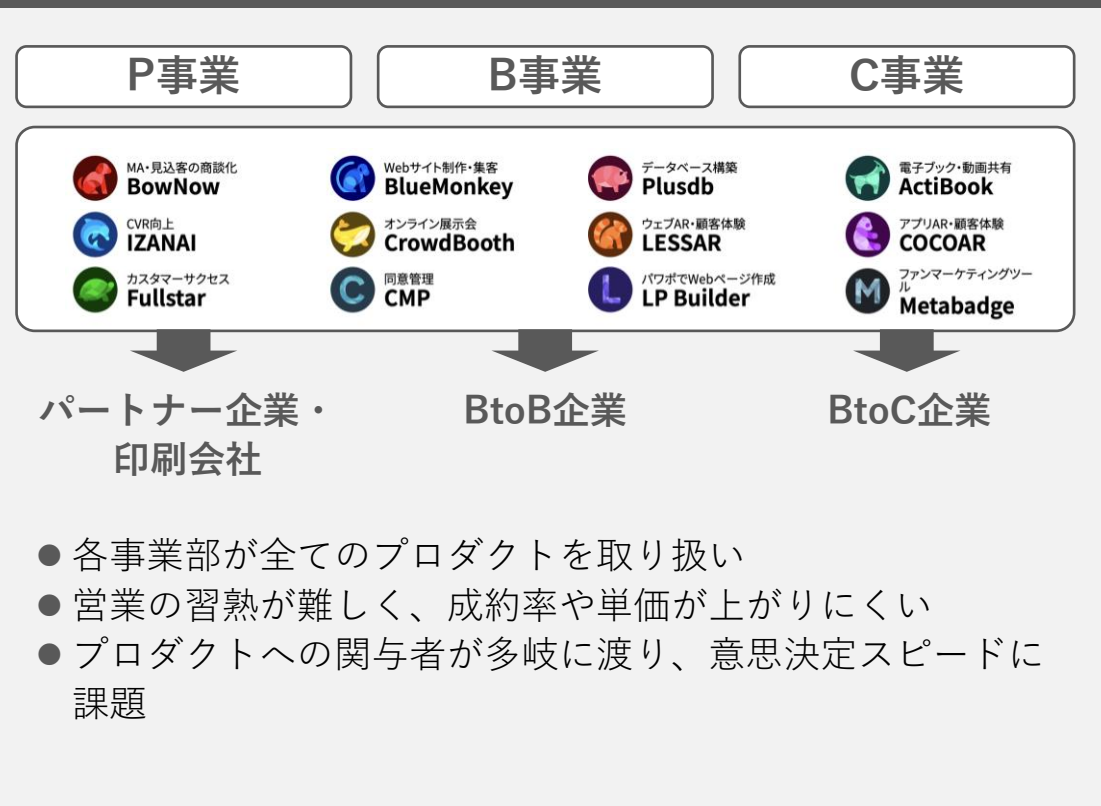 P事業
B事業
C事業
MA・見込客の商談化
BowNow
Webサイト制作・集客
BlueMonkey
データベース構築
Plusdb
電子ブック・動画共有
ActiBook
CVR向上
IZANAI
オンライン展示会
CrowdBooth
ウェブAR・顧客体験
LESSAR
アプリAR・顧客体験
COCOAR
カスタマーサクセス
Fullstar
C
同意管理
CMP
L
パワポでWebページ作成
LP Builder
M
ファンマーケティングツー
ル
Metabadge
パートナー企業・
印刷会社
BtoB企業
BtoC企業
● 各事業部が全てのプロダクトを取り扱い
● 営業の習熟が難しく、成約率や単価が上がりにくい
● プロダクトへの関与者が多岐に渡り、意思決定スピードに
課題